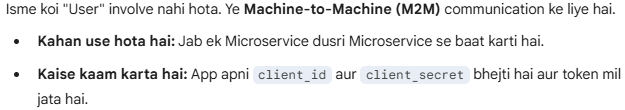 Isme koi "User" involve nahi hota. Ye Machine-to-Machine (M2M) communication ke liye hai.
• Kahan use hota hai: Jab ek Microservice dusri Microservice se baat karti hai.
• Kaise kaam karta hai: App apni client_id aur client_secret bhejti hai aur token mil
jata hai.